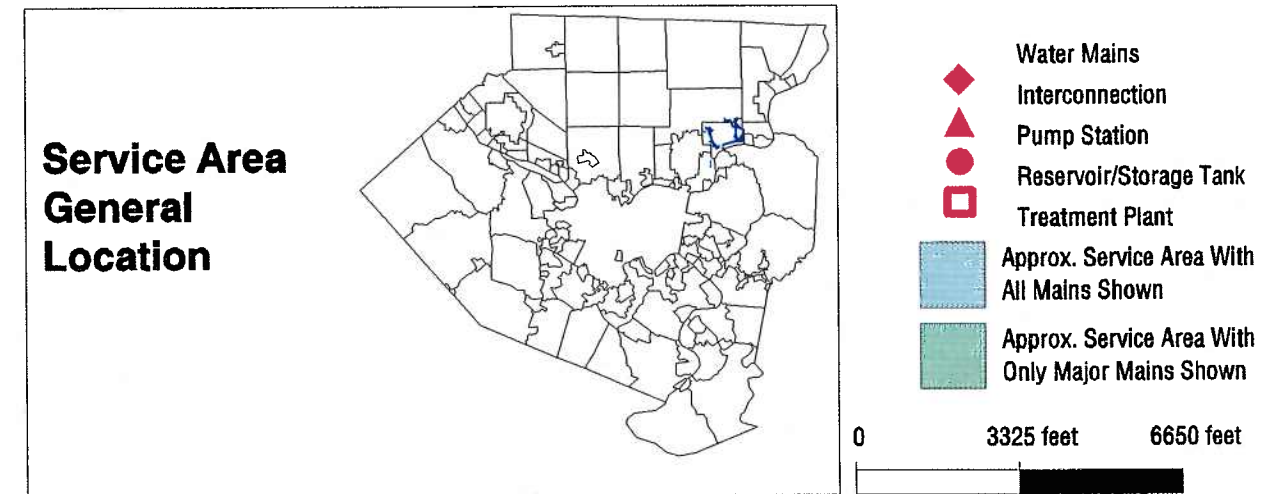 Service Area
General
Location
Water Mains
Interconnection
Pump Station
Reservoir/Storage Tank
Treatment Plant
Approx. Service Area With
All Mains Shown
Approx. Service Area With
Only Major Mains Shown
0 3325 feet 6650 feet